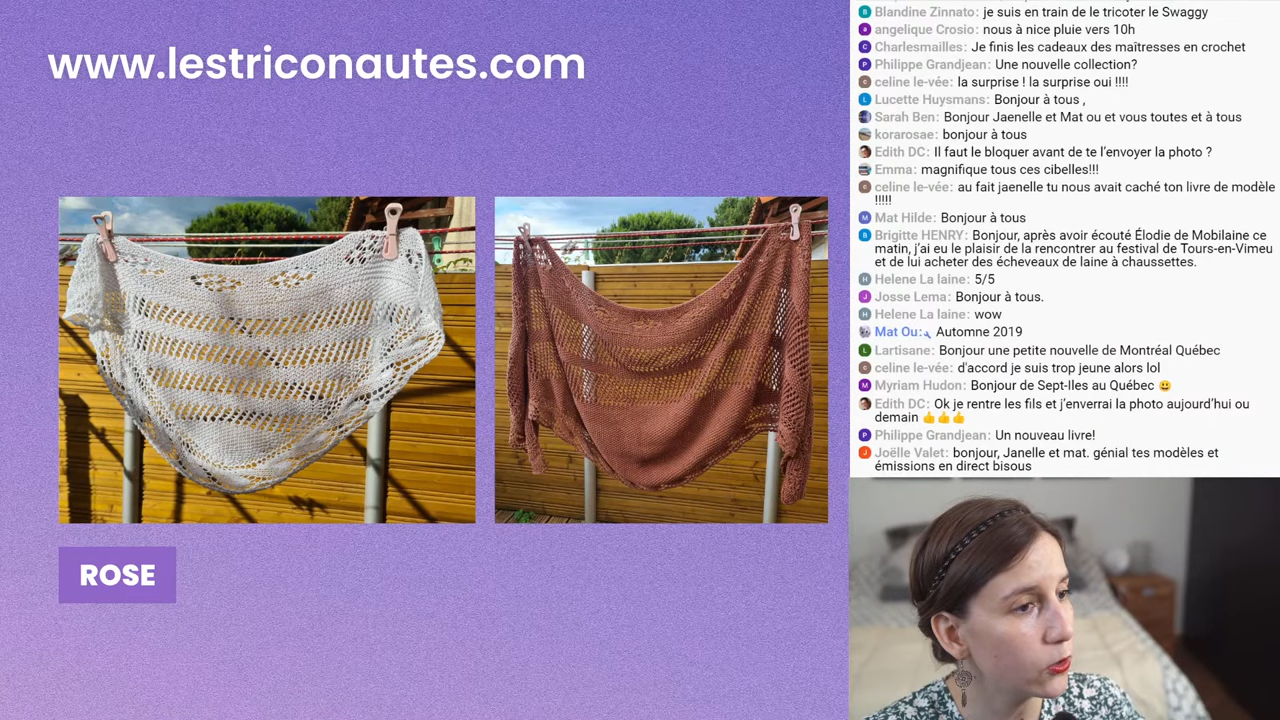 www.lestriconautes.com
ROSE
Blandine Zinnato: je suis en train de le tricoter le Swaggy
angelique Crosio: nous à nice pluie vers 10h
Charlesmailles: Je finis les cadeaux des maîtresses en crochet
Philippe Grandjean: Une nouvelle collection?
celine le-vée: la surprise ! la surprise oui !!!!
Lucette Huysmans: Bonjour à tous ,
Sarah Ben: Bonjour Jaenelle et Mat ou et vous toutes et à tous
korarosae: bonjour à tous
Edith DC: Il faut le bloquer avant de te l'envoyer la photo ?
Emma: magnifique tous ces cibelles!!!
celine le-vée: au fait jaenelle tu nous avait caché ton livre de modèle
!!!!!
Mat Hilde: Bonjour à tous
Brigitte HENRY: Bonjour, après avoir écouté Élodie de Mobilaine ce
matin, j'ai eu le plaisir de la rencontrer au festival de Tours-en-Vimeu
et de lui acheter des écheveaux de laine à chaussettes.
Helene La laine: 5/5
Josse Lema: Bonjour à tous.
Helene La laine: wow
Mat Ou: Automne 2019
Lartisane: Bonjour une petite nouvelle de Montréal Québec
celine le-vée: d'accord je suis trop jeune alors lol
Myriam Hudon: Bonjour de Sept-Iles au Québec 😃
Edith DC: Ok je rentre les fils et j'enverrai la photo aujourd'hui ou
demain 👍👍👍
Philippe Grandjean: Un nouveau livre!
Joëlle Valet: bonjour, Janelle et mat. génial tes modèles et
émissions en direct bisous